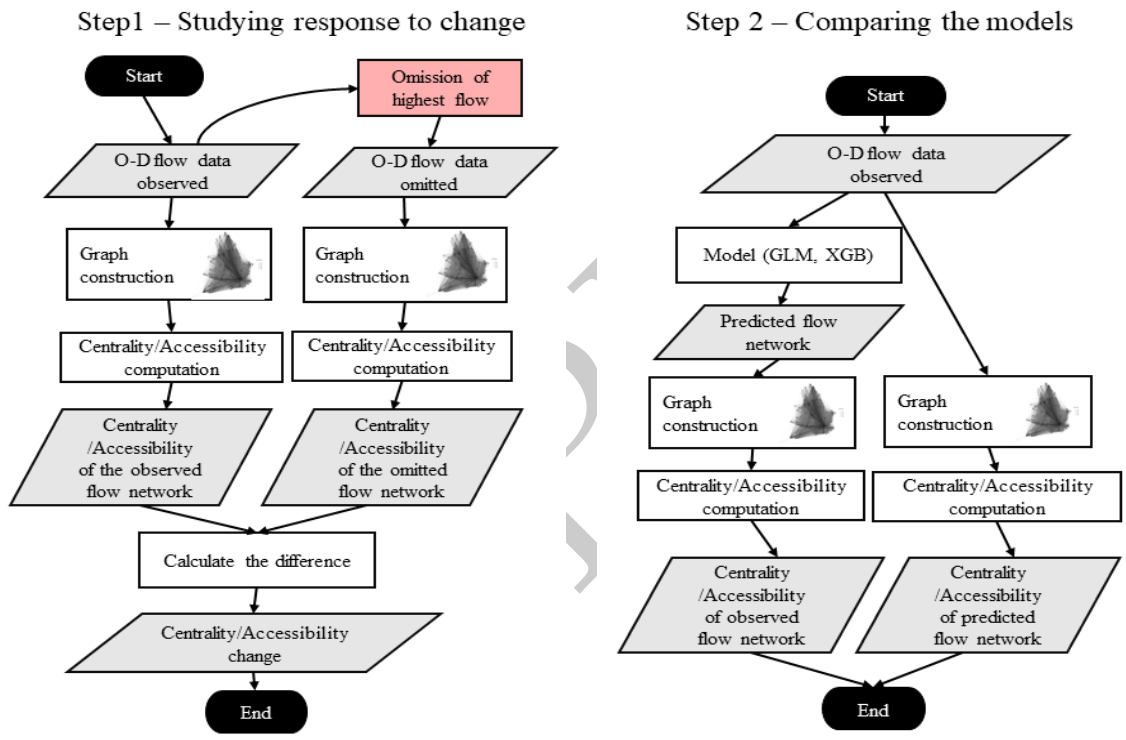 Step1 – Studying response to change
Start
Omission of
highest flow
O-D flow data
observed
O-D flow data
omitted
Graph
construction
Graph
construction
Centrality/Accessibility
computation
Centrality/Accessibility
computation
Centrality
/Accessibility
of the observed
flow network
Centrality
/Accessibility
of the omitted
flow network
Calculate the difference
Centrality/Accessibility
change
End
Step 2 – Comparing the models
Start
O-D flow data
observed
Model (GLM, XGB)
Predicted flow
network
Graph
construction
Graph
construction
Centrality/Accessibility
computation
Centrality/Accessibility
computation
Centrality
/Accessibility
of observed
flow network
Centrality
/Accessibility
of predicted
flow network
End